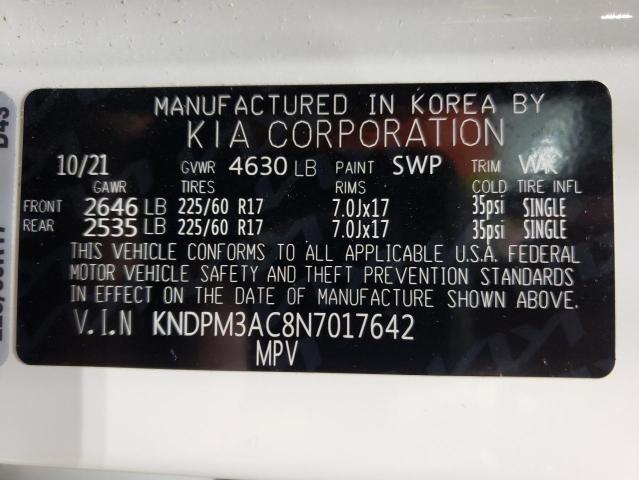 MANUFACTURED IN KOREA BY
KIA CORPORATION
10/21 GVWR 4630 LB PAINT SWP TRIM WAK
GAWR TIRES RIMS COLD TIRE INFL
FRONT 2646 LB 225/60 R17 7.0Jx17 35psi SINGLE
REAR 2535 LB 225/60 R17 7.0Jx17 35psi SINGLE
THIS VEHICLE CONFORMS TO ALL APPLICABLE U.S.A. FEDERAL
MOTOR VEHICLE SAFETY AND THEFT PREVENTION STANDARDS
IN EFFECT ON THE DATE OF MANUFACTURE SHOWN ABOVE.
V.I.N KNDPM3AC8N7017642
MPV